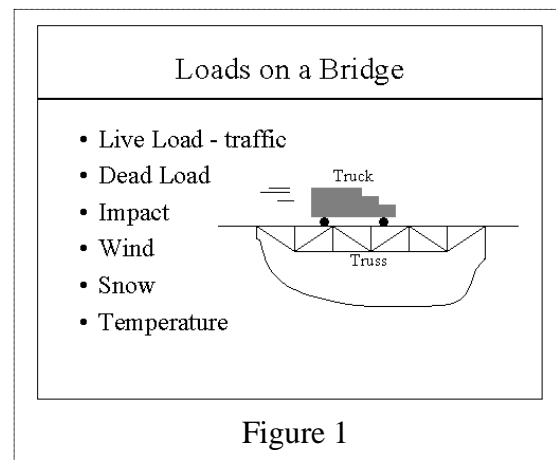 Loads on a Bridge
• Live Load - traffic
• Dead Load
• Impact
• Wind
• Snow
• Temperature
Truck
Truss
Figure 1